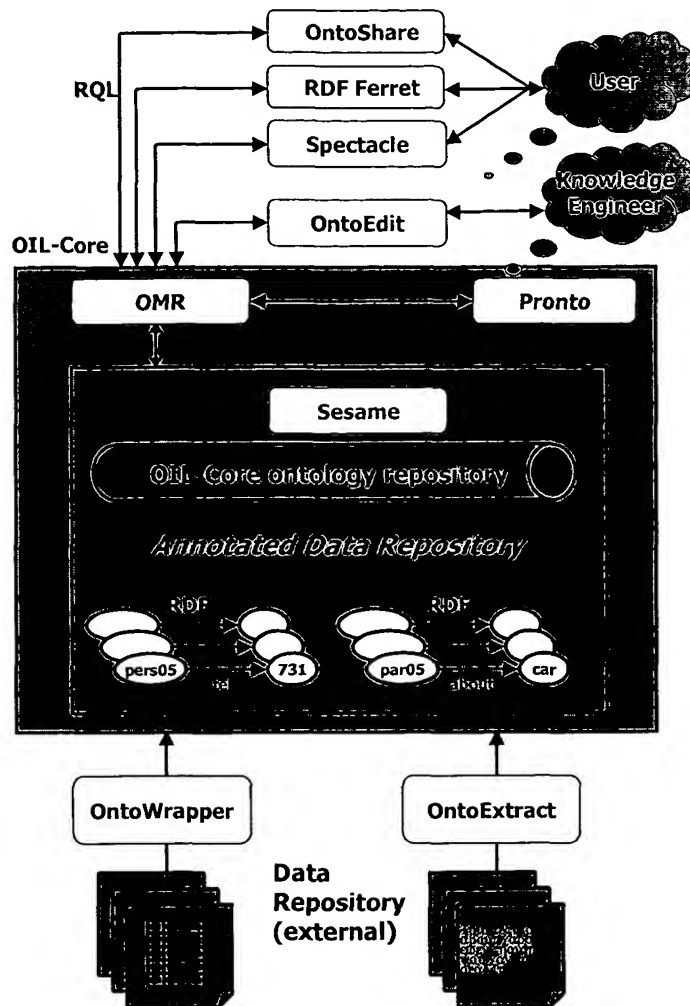 OntoShare
RQL
RDF Ferret
User
Spectacle
Knowledge
Engineer
OntoEdit
OIL-Core
OMR
Pronto
Sesame
OIL-Core ontology repository
Annotated Data Repository
RDF
RDF
pers05
731
par05
car
tel
about
OntoWrapper
OntoExtract
Data
Repository
(external)